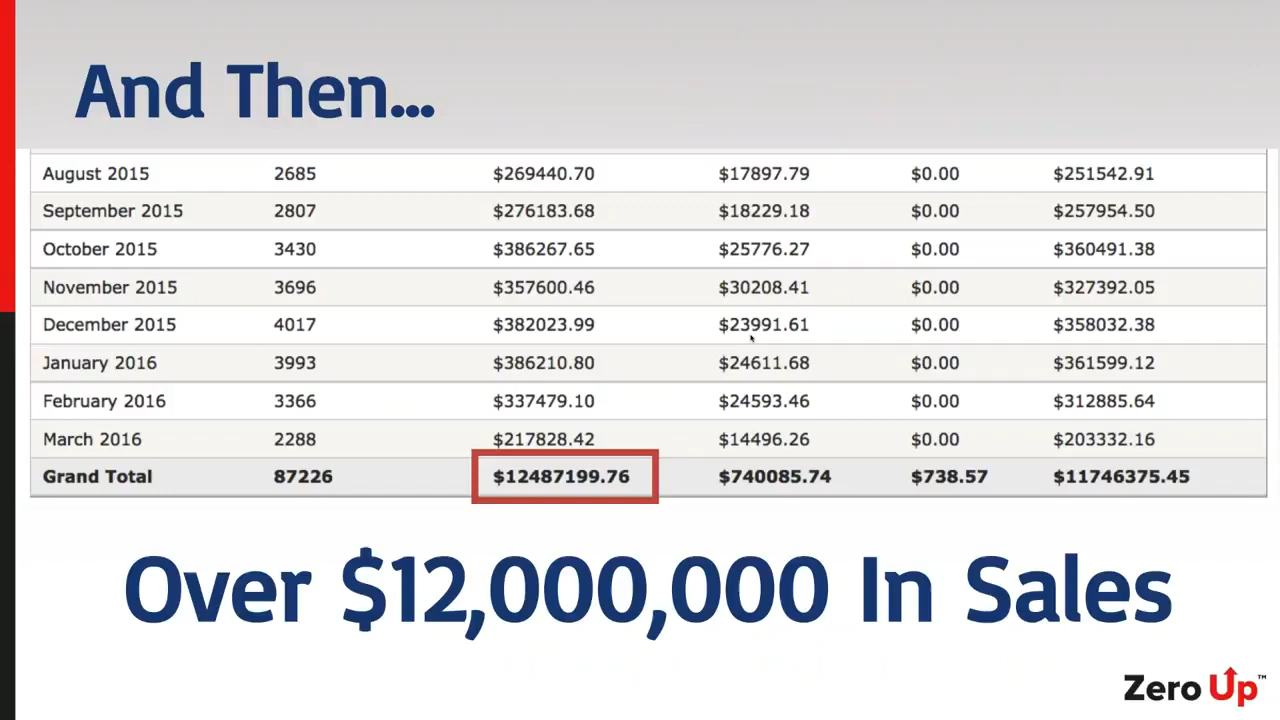 And Then...
August 2015 2685 $269440.70 $17897.79 $0.00 $251542.91
September 2015 2807 $276183.68 $18229.18 $0.00 $257954.50
October 2015 3430 $386267.65 $25776.27 $0.00 $360491.38
November 2015 3696 $357600.46 $30208.41 $0.00 $327392.05
December 2015 4017 $382023.99 $23991.61 $0.00 $358032.38
January 2016 3993 $386210.80 $24611.68 $0.00 $361599.12
February 2016 3366 $337479.10 $24593.46 $0.00 $312885.64
March 2016 2288 $217828.42 $14496.26 $0.00 $203332.16
Grand Total 87226 $12487199.76 $740085.74 $738.57 $11746375.45
Over $12,000,000 In Sales
Zero Up™